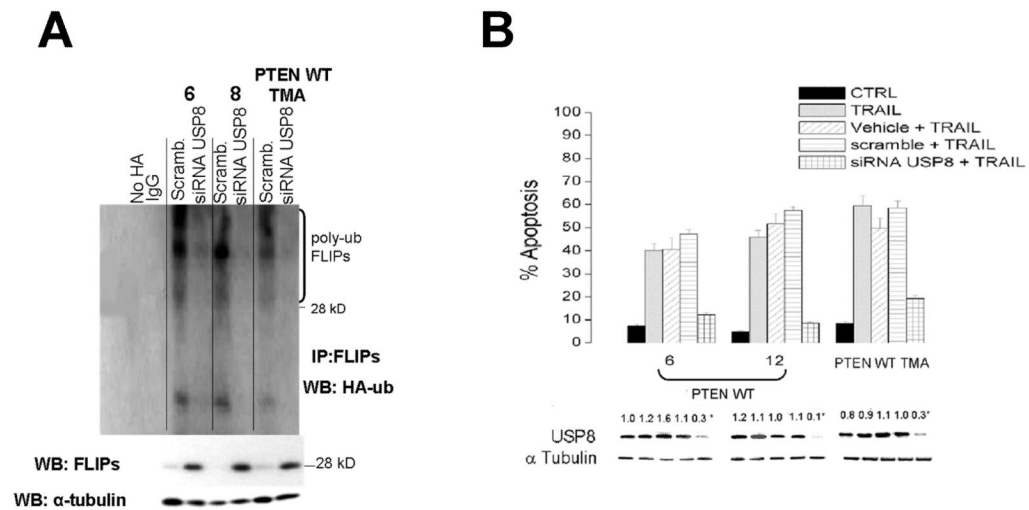 A
6
8
PTEN WT
TMA
No HA
IgG
Scramb.
siRNA USP8
Scramb.
siRNA USP8
Scramb.
siRNA USP8
poly-ub
FLIPs
28 kD
IP:FLIPs
WB: HA-ub
WB: FLIPs
28 kD
WB: α-tubulin
B
CTRL
TRAIL
Vehicle + TRAIL
scramble + TRAIL
siRNA USP8 + TRAIL
% Apoptosis
100
90
80
70
60
50
40
30
20
10
0
6
12
PTEN WT TMA
PTEN WT
1.0 1.2 1.6 1.1 0.3 *
1.2 1.1 1.0 1.1 0.1*
0.8 0.9 1.1 1.0 0.3*
USP8
α Tubulin